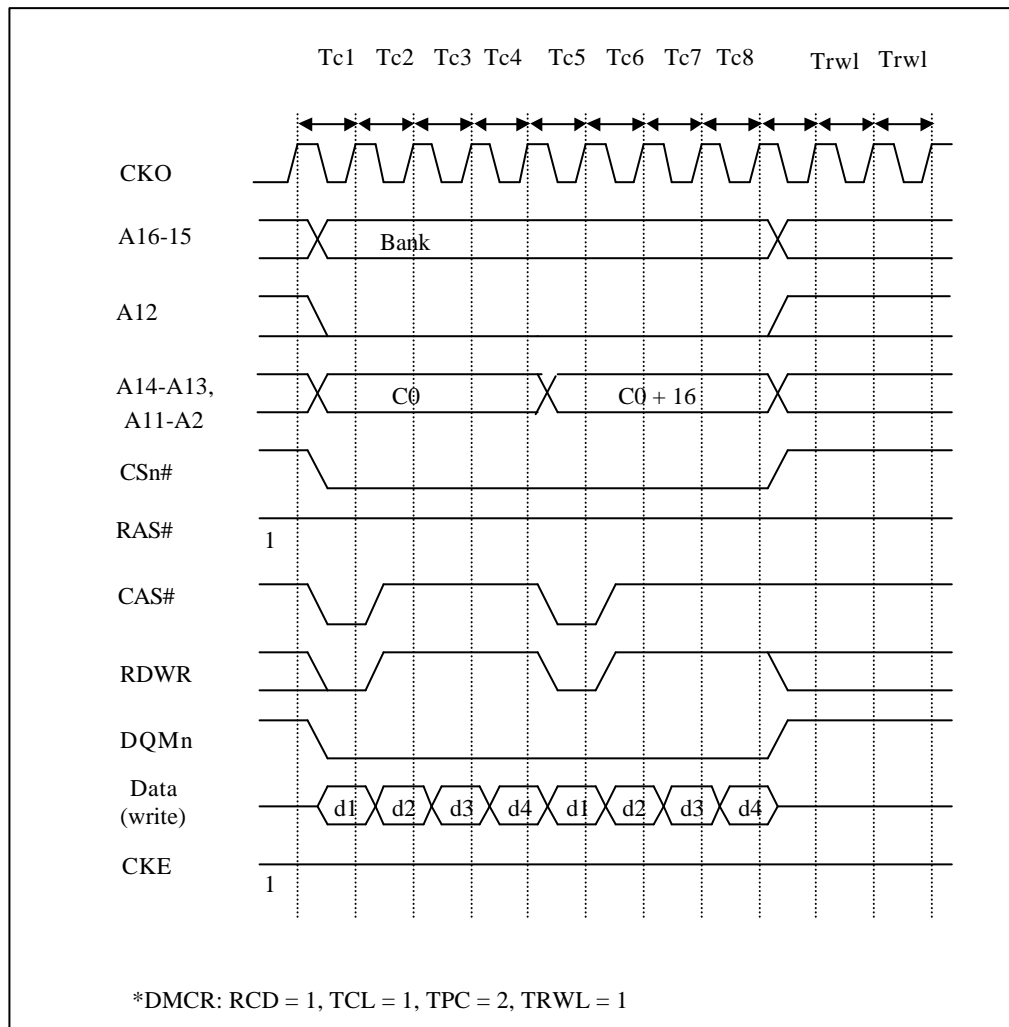 Tc1 Tc2 Tc3 Tc4 Tc5 Tc6 Tc7 Tc8 Trwl Trwl
CKO
A16-15 Bank
A12
A14-A13,
A11-A2
C0 C0 + 16
CSn#
RAS# 1
CAS#
RDWR
DQMn
Data
(write)
d1 d2 d3 d4 d1 d2 d3 d4
CKE 1
*DMCR: RCD = 1, TCL = 1, TPC = 2, TRWL = 1